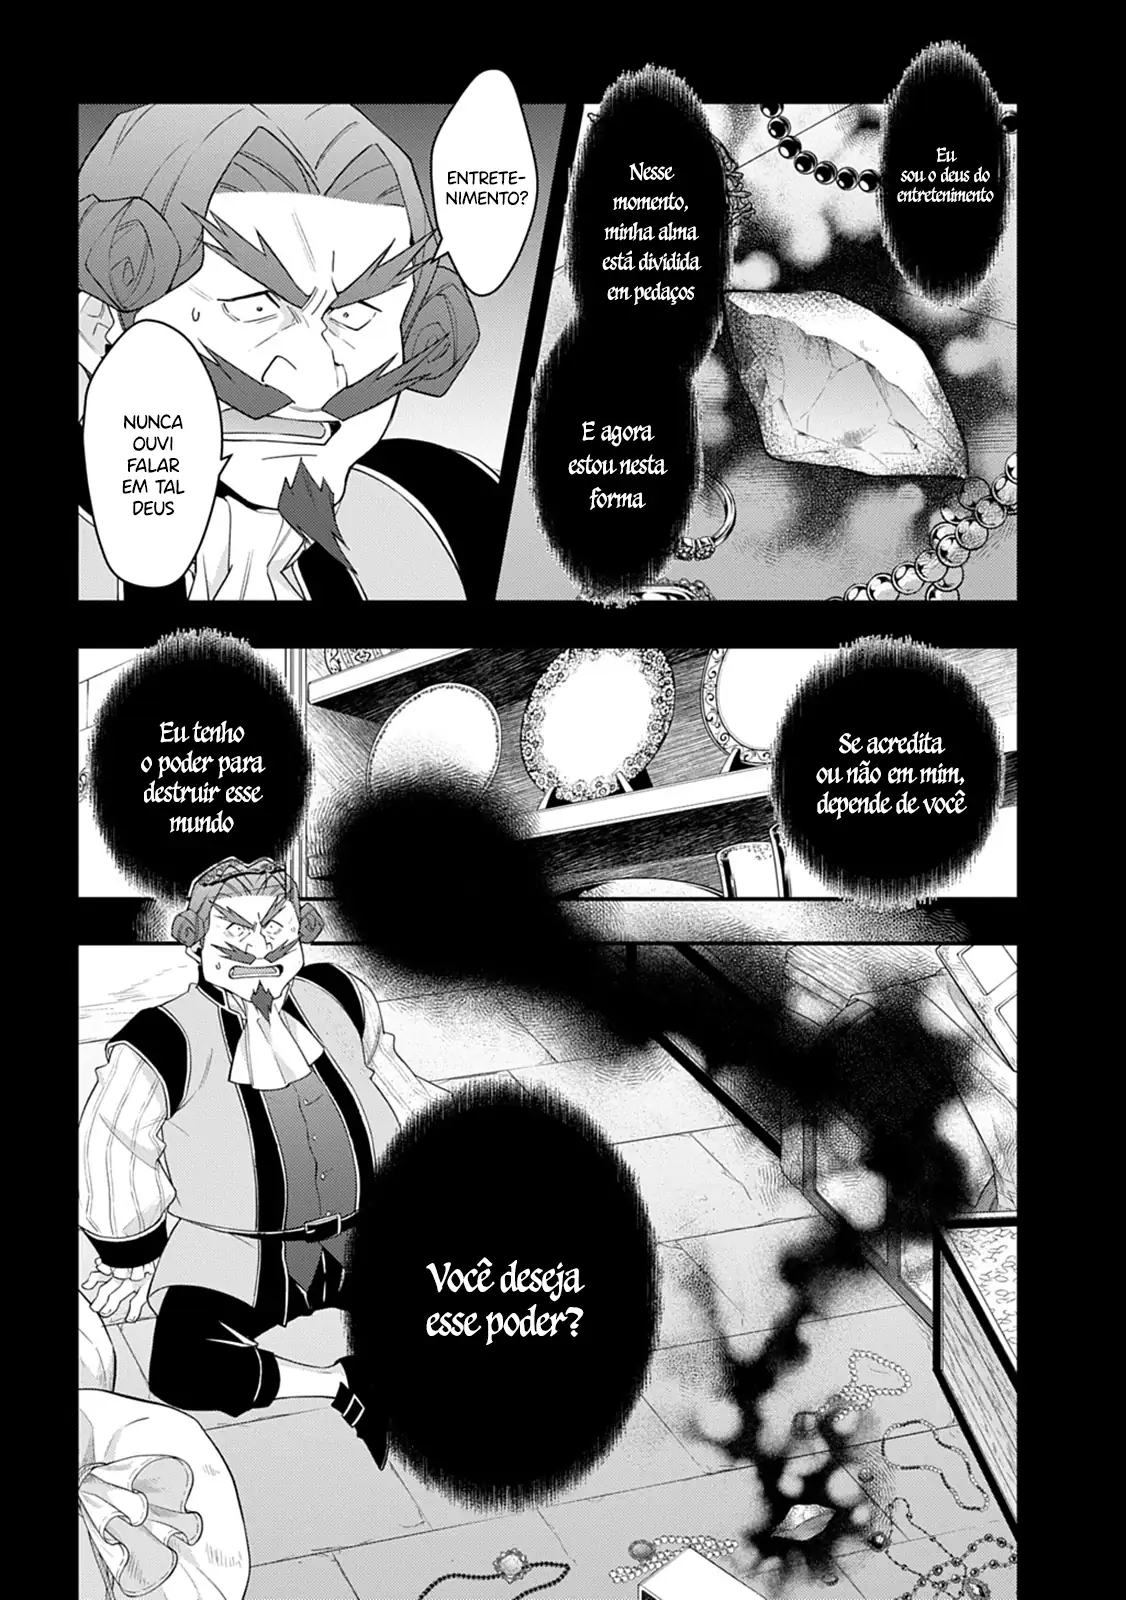 Eu
sou o deus do
entretenimento
Nesse
momento,
minha alma
está dividida
em pedaços
E agora
estou nesta
forma
ENTRETE-
NIMENTO?
NUNCA
OUVI
FALAR
EM TAL
DEUS
Se acredita
ou não em mim,
depende de você
Eu tenho
o poder para
destruir esse
mundo
Você deseja
esse poder?